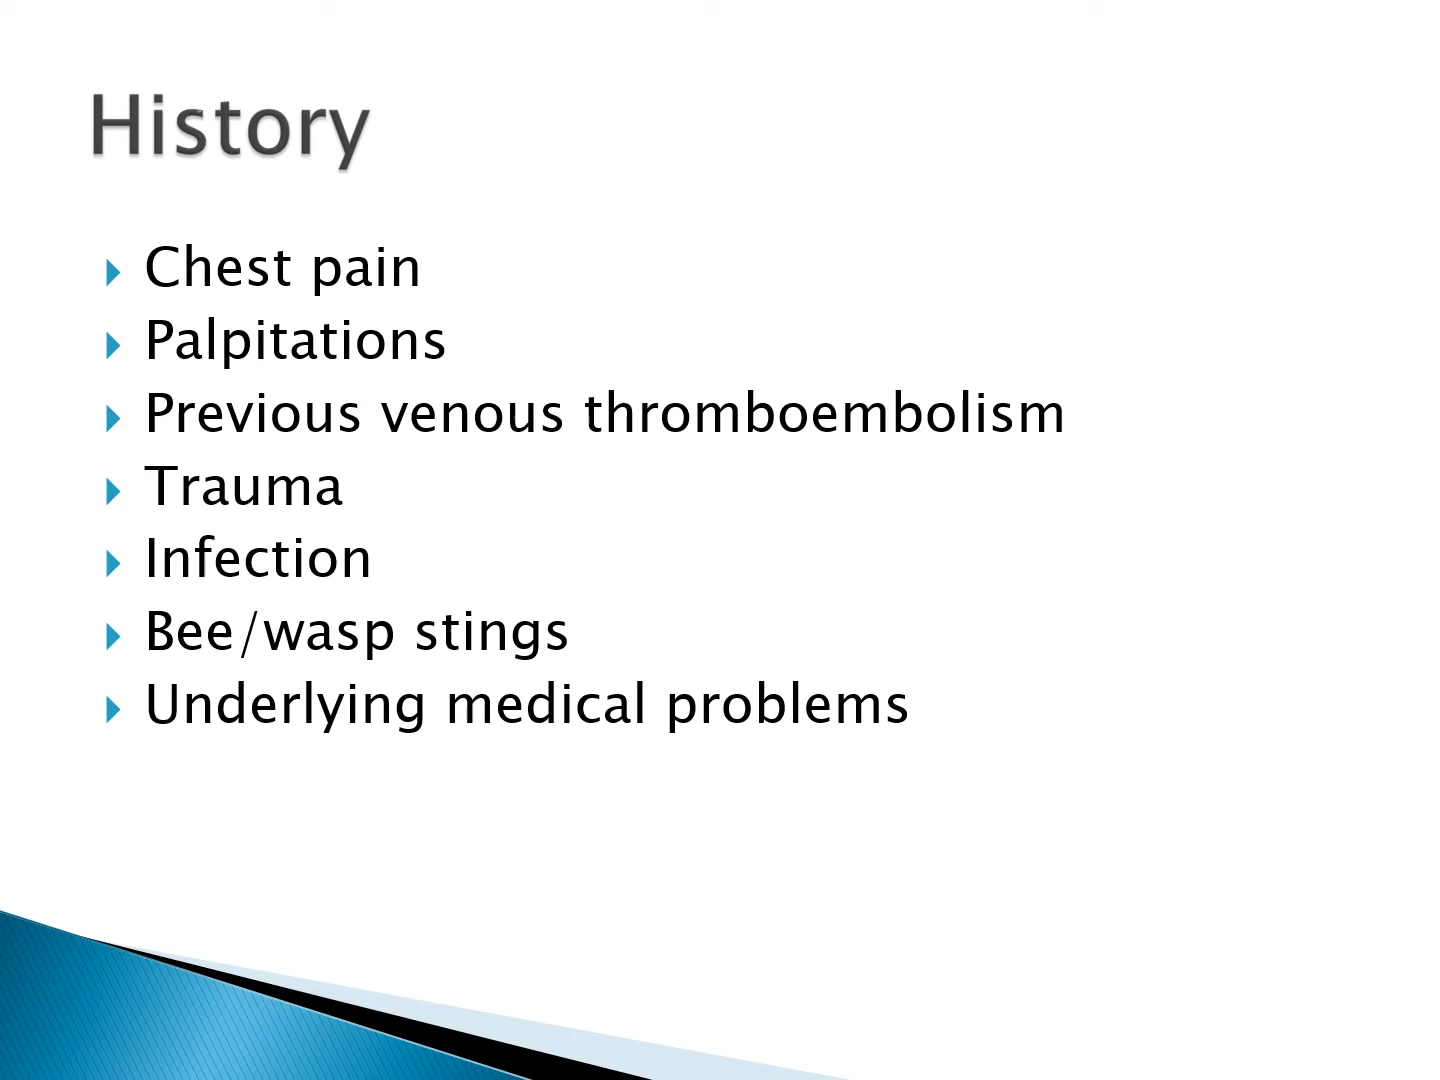 History
Chest pain
Palpitations
Previous venous thromboembolism
Trauma
Infection
Bee/wasp stings
Underlying medical problems